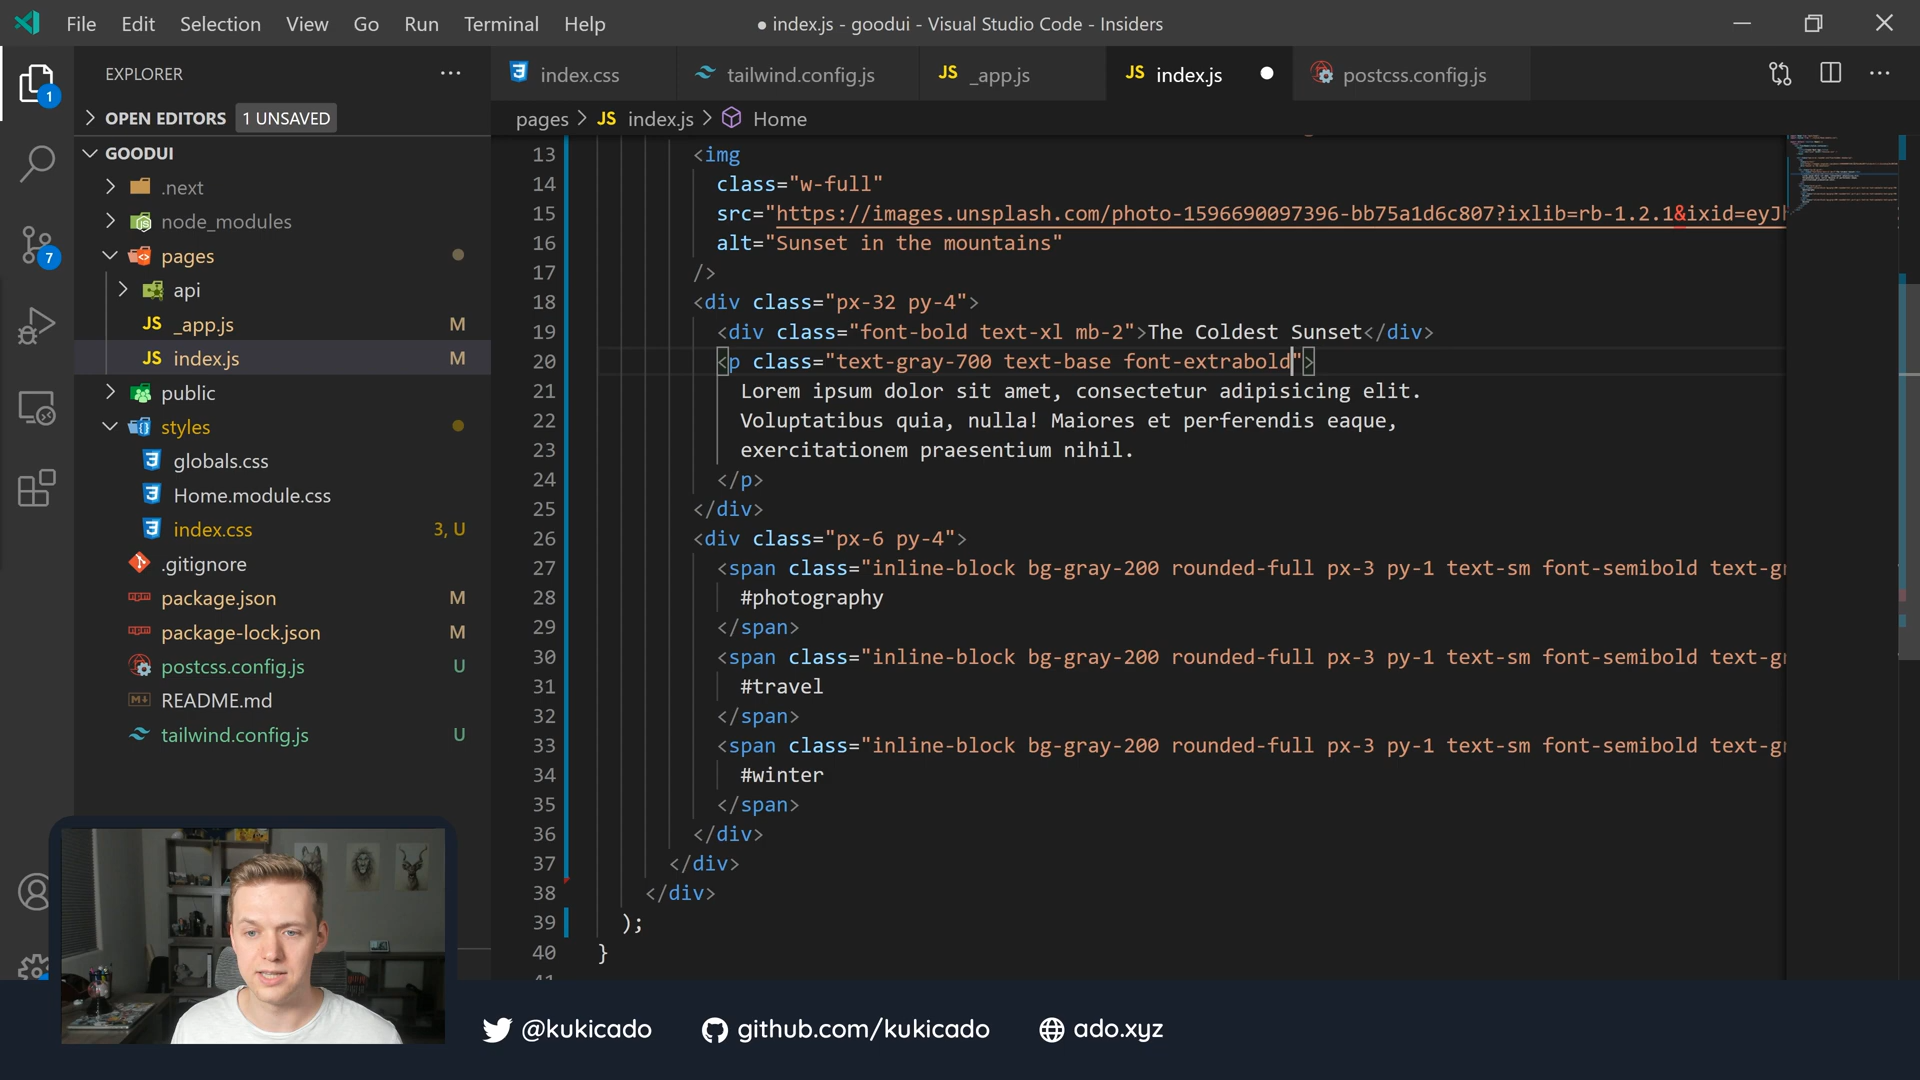 File Edit Selection View Go Run Terminal Help
● index.js - goodui - Visual Studio Code - Insiders
EXPLORER
index.css
tailwind.config.js
JS _app.js
JS index.js
postcss.config.js
OPEN EDITORS 1 UNSAVED
pages > JS index.js > Home
GOODUI
.next
node_modules
pages
api
JS _app.js M
JS index.js M
public
styles
globals.css
Home.module.css
index.css 3, U
.gitignore
package.json M
package-lock.json M
postcss.config.js U
README.md
tailwind.config.js U
1
7
13 <img
14 class="w-full"
15 src="https://images.unsplash.com/photo-1596690097396-bb75a1d6c807?ixlib=rb-1.2.1&ixid=eyJh
16 alt="Sunset in the mountains"
17 />
18 <div class="px-32 py-4">
19 <div class="font-bold text-xl mb-2">The Coldest Sunset</div>
20 <p class="text-gray-700 text-base font-extrabold">
21 Lorem ipsum dolor sit amet, consectetur adipisicing elit.
22 Voluptatibus quia, nulla! Maiores et perferendis eaque,
23 exercitationem praesentium nihil.
24 </p>
25 </div>
26 <div class="px-6 py-4">
27 <span class="inline-block bg-gray-200 rounded-full px-3 py-1 text-sm font-semibold text-gr
28 #photography
29 </span>
30 <span class="inline-block bg-gray-200 rounded-full px-3 py-1 text-sm font-semibold text-gr
31 #travel
32 </span>
33 <span class="inline-block bg-gray-200 rounded-full px-3 py-1 text-sm font-semibold text-gr
34 #winter
35 </span>
36 </div>
37 </div>
38 </div>
39 );
40 }
@kukicado
github.com/kukicado
ado.xyz